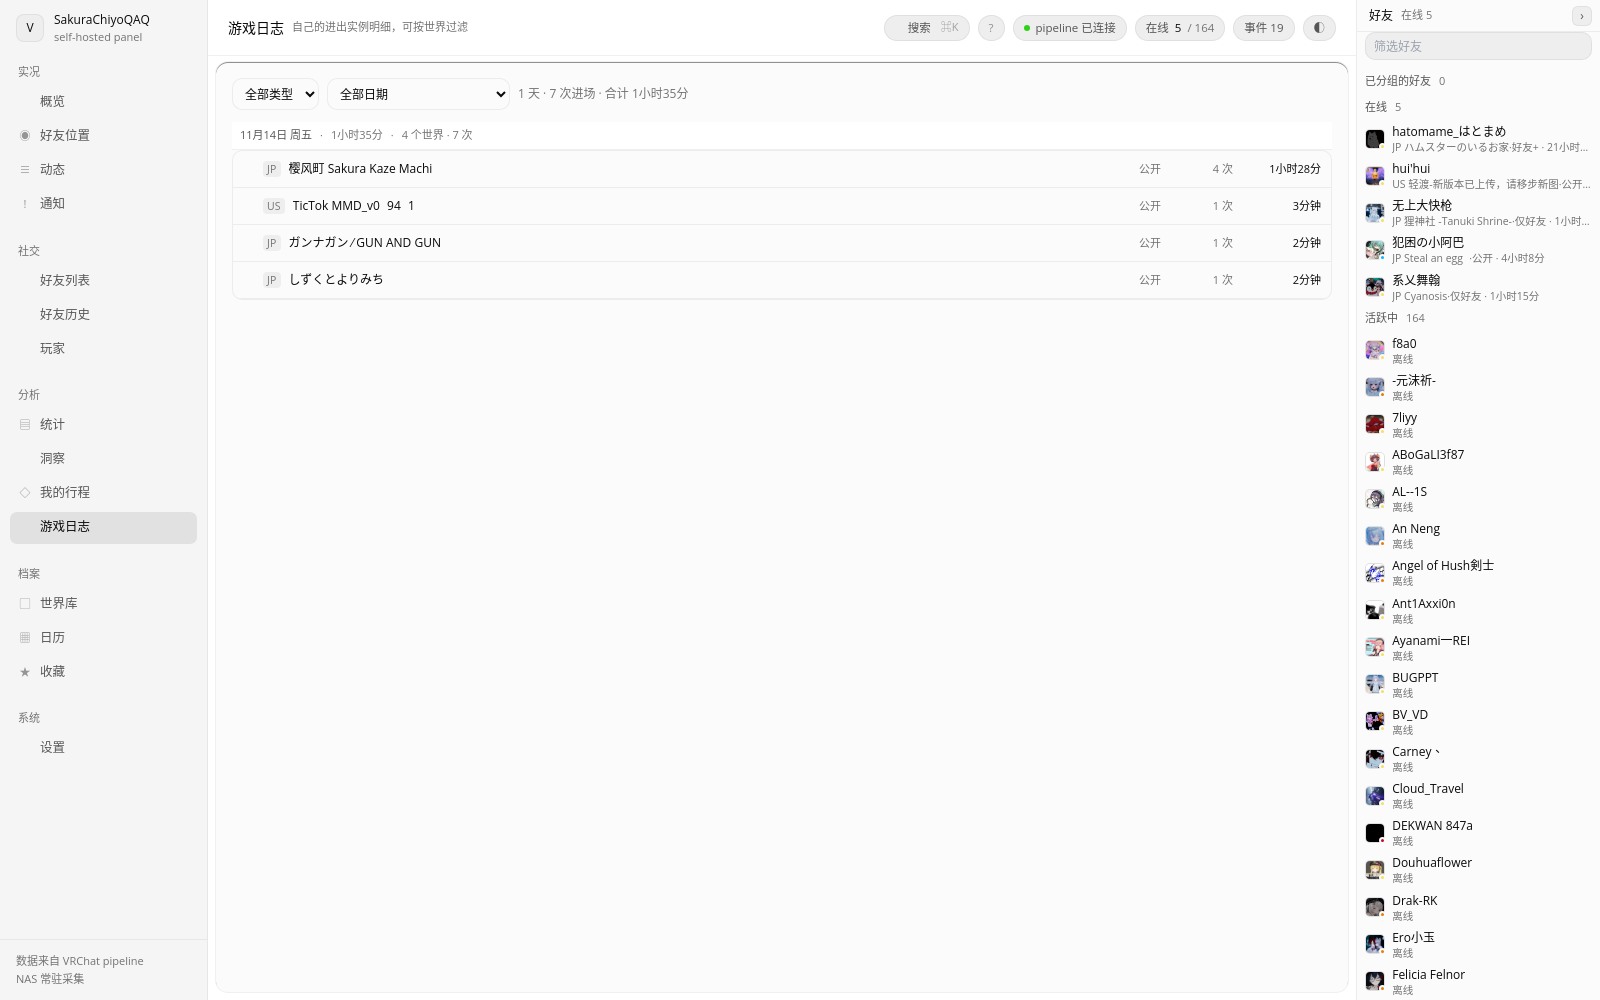 V
SakuraChiyoQAQ
self-hosted panel
实况
概览
好友位置
动态
通知
社交
好友列表
好友历史
玩家
分析
统计
洞察
我的行程
游戏日志
档案
世界库
日历
收藏
系统
设置
数据来自 VRChat pipeline
NAS 常驻采集
游戏日志 自己的进出实例明细，可按世界过滤
搜索 ⌘K
?
pipeline 已连接
在线 5 / 164
事件 19
全部类型 全部日期 1 天 · 7 次进场 · 合计 1小时35分
11月14日 周五 · 1小时35分 · 4 个世界 · 7 次
JP 樱风町 Sakura Kaze Machi 公开 4 次 1小时28分
US TicTok MMD_v0 94 1 公开 1 次 3分钟
JP ガンナガン ⁄ GUN AND GUN 公开 1 次 2分钟
JP しずくとよりみち 公开 1 次 2分钟
好友 在线 5
筛选好友
已分组的好友 0
在线 5
hatomame_はとまめ
JP ハムスターのいるお家·好友+ · 21小时...
hui'hui
US 轻渡-新版本已上传，请移步新图·公开...
无上大快枪
JP 狸神社 -Tanuki Shrine-·仅好友 · 1小时...
犯困の小阿巴
JP Steal an egg ·公开 · 4小时8分
系乂舞翰
JP Cyanosis·仅好友 · 1小时15分
活跃中 164
f8a0
离线
-元沫祈-
离线
7liyy
离线
ABoGaLI3f87
离线
AL--1S
离线
An Neng
离线
Angel of Hush剣士
离线
Ant1Axxi0n
离线
Ayanami一REI
离线
BUGPPT
离线
BV_VD
离线
Carney丶
离线
Cloud_Travel
离线
DEKWAN 847a
离线
Douhuaflower
离线
Drak-RK
离线
Ero小玉
离线
Felicia Felnor
离线